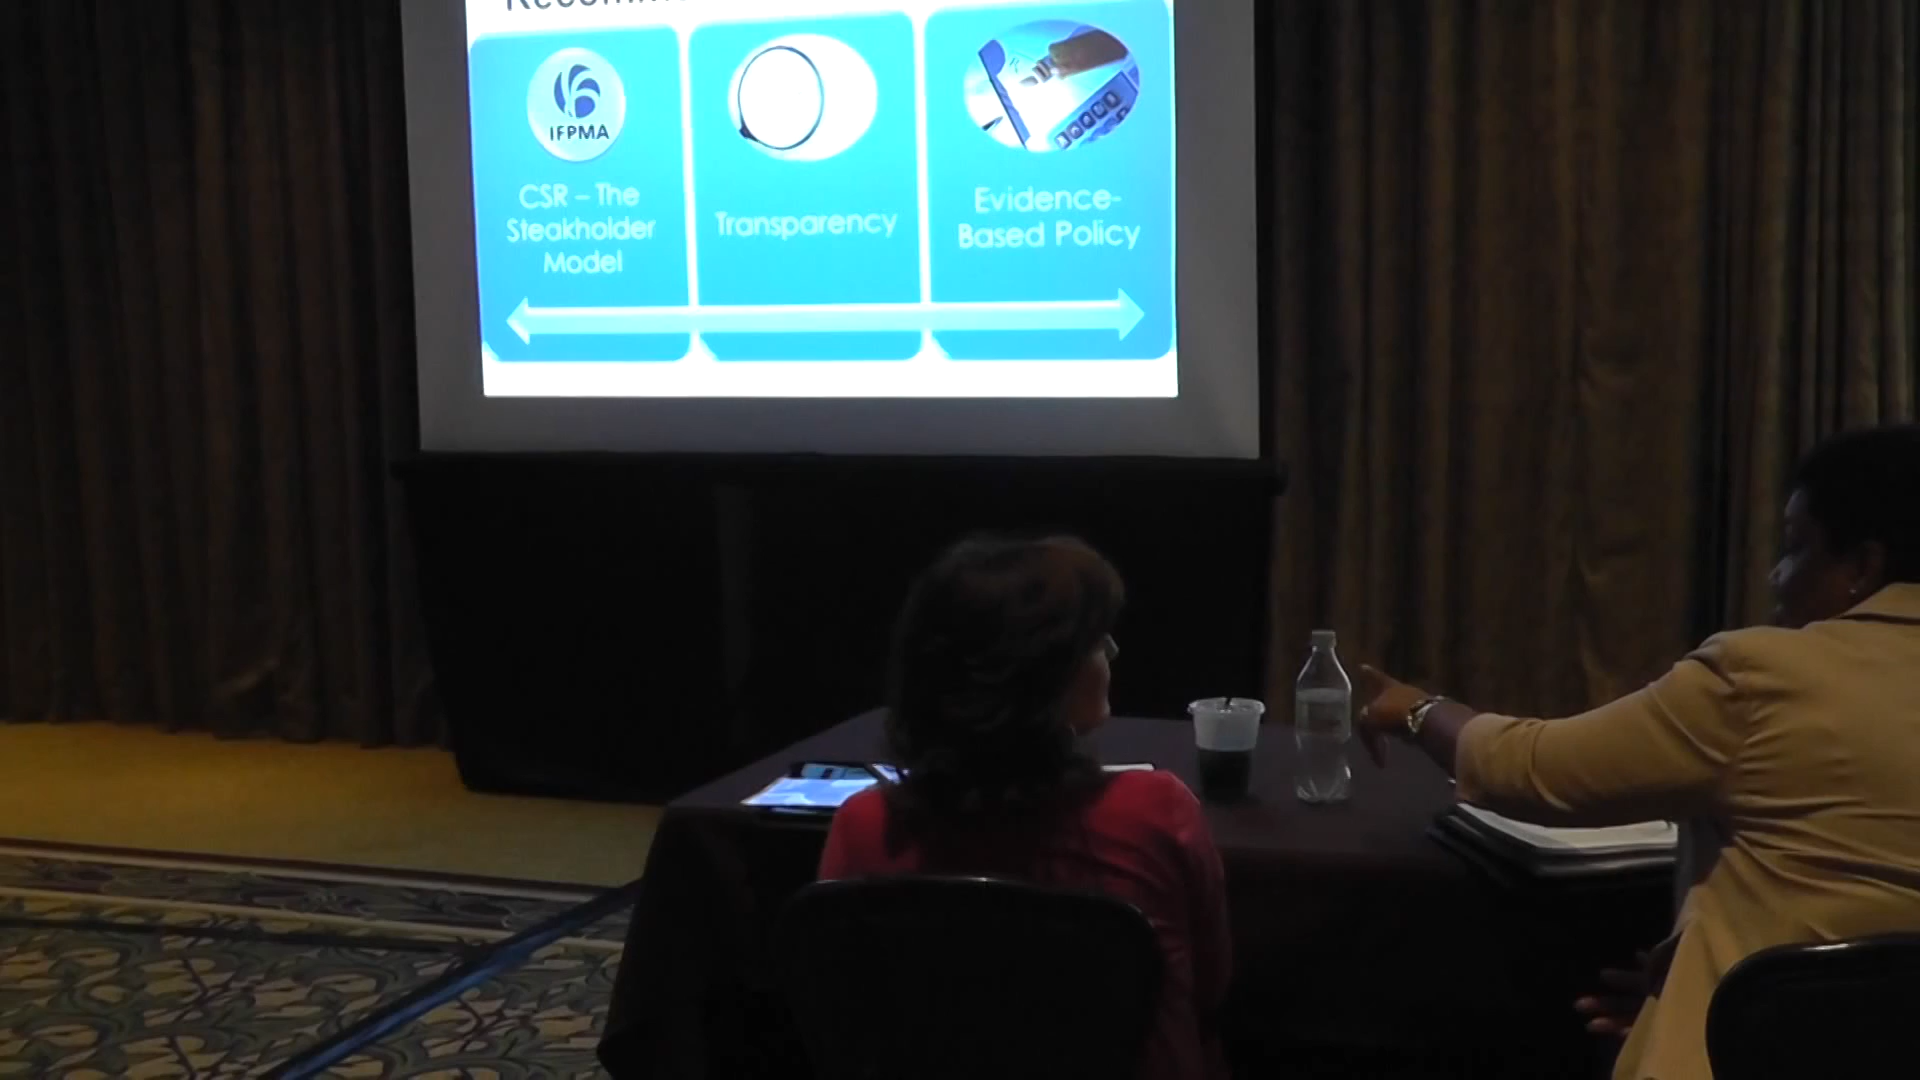 IFPMA
CSR – The
Steakholder
Model
Transparency
Evidence-
Based Policy